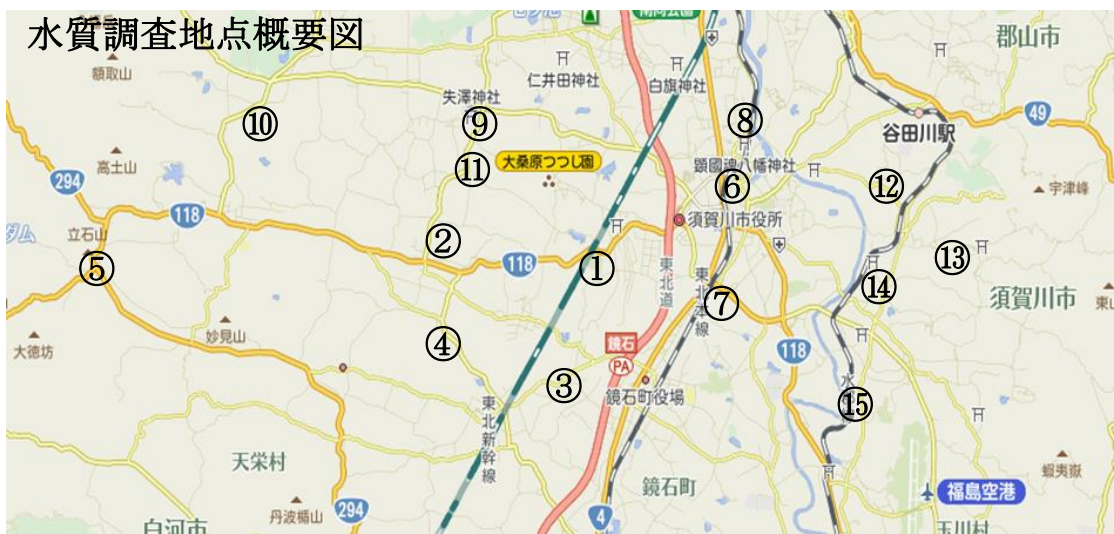 水質調査地点概要図
郡山市
額取山
仁井田神社
白旗神社
失澤神社
49
⑩
⑨
⑧
谷田川駅
高土山
⑪
大桑原つつじ園
顕國魂八幡神社
294
⑥
⑫
宇津峰
118
須賀川市役所
立石山
②
⑤
118
①
東北道
東北本線
⑬
⑭
須賀川市
⑦
妙見山
大徳坊
④
鏡石
PA
118
③
鏡石町役場
⑮
東北新幹線
天栄村
蝦夷嶽
鏡石町
福島空港
丹波楯山
294
4
白河市
玉川村